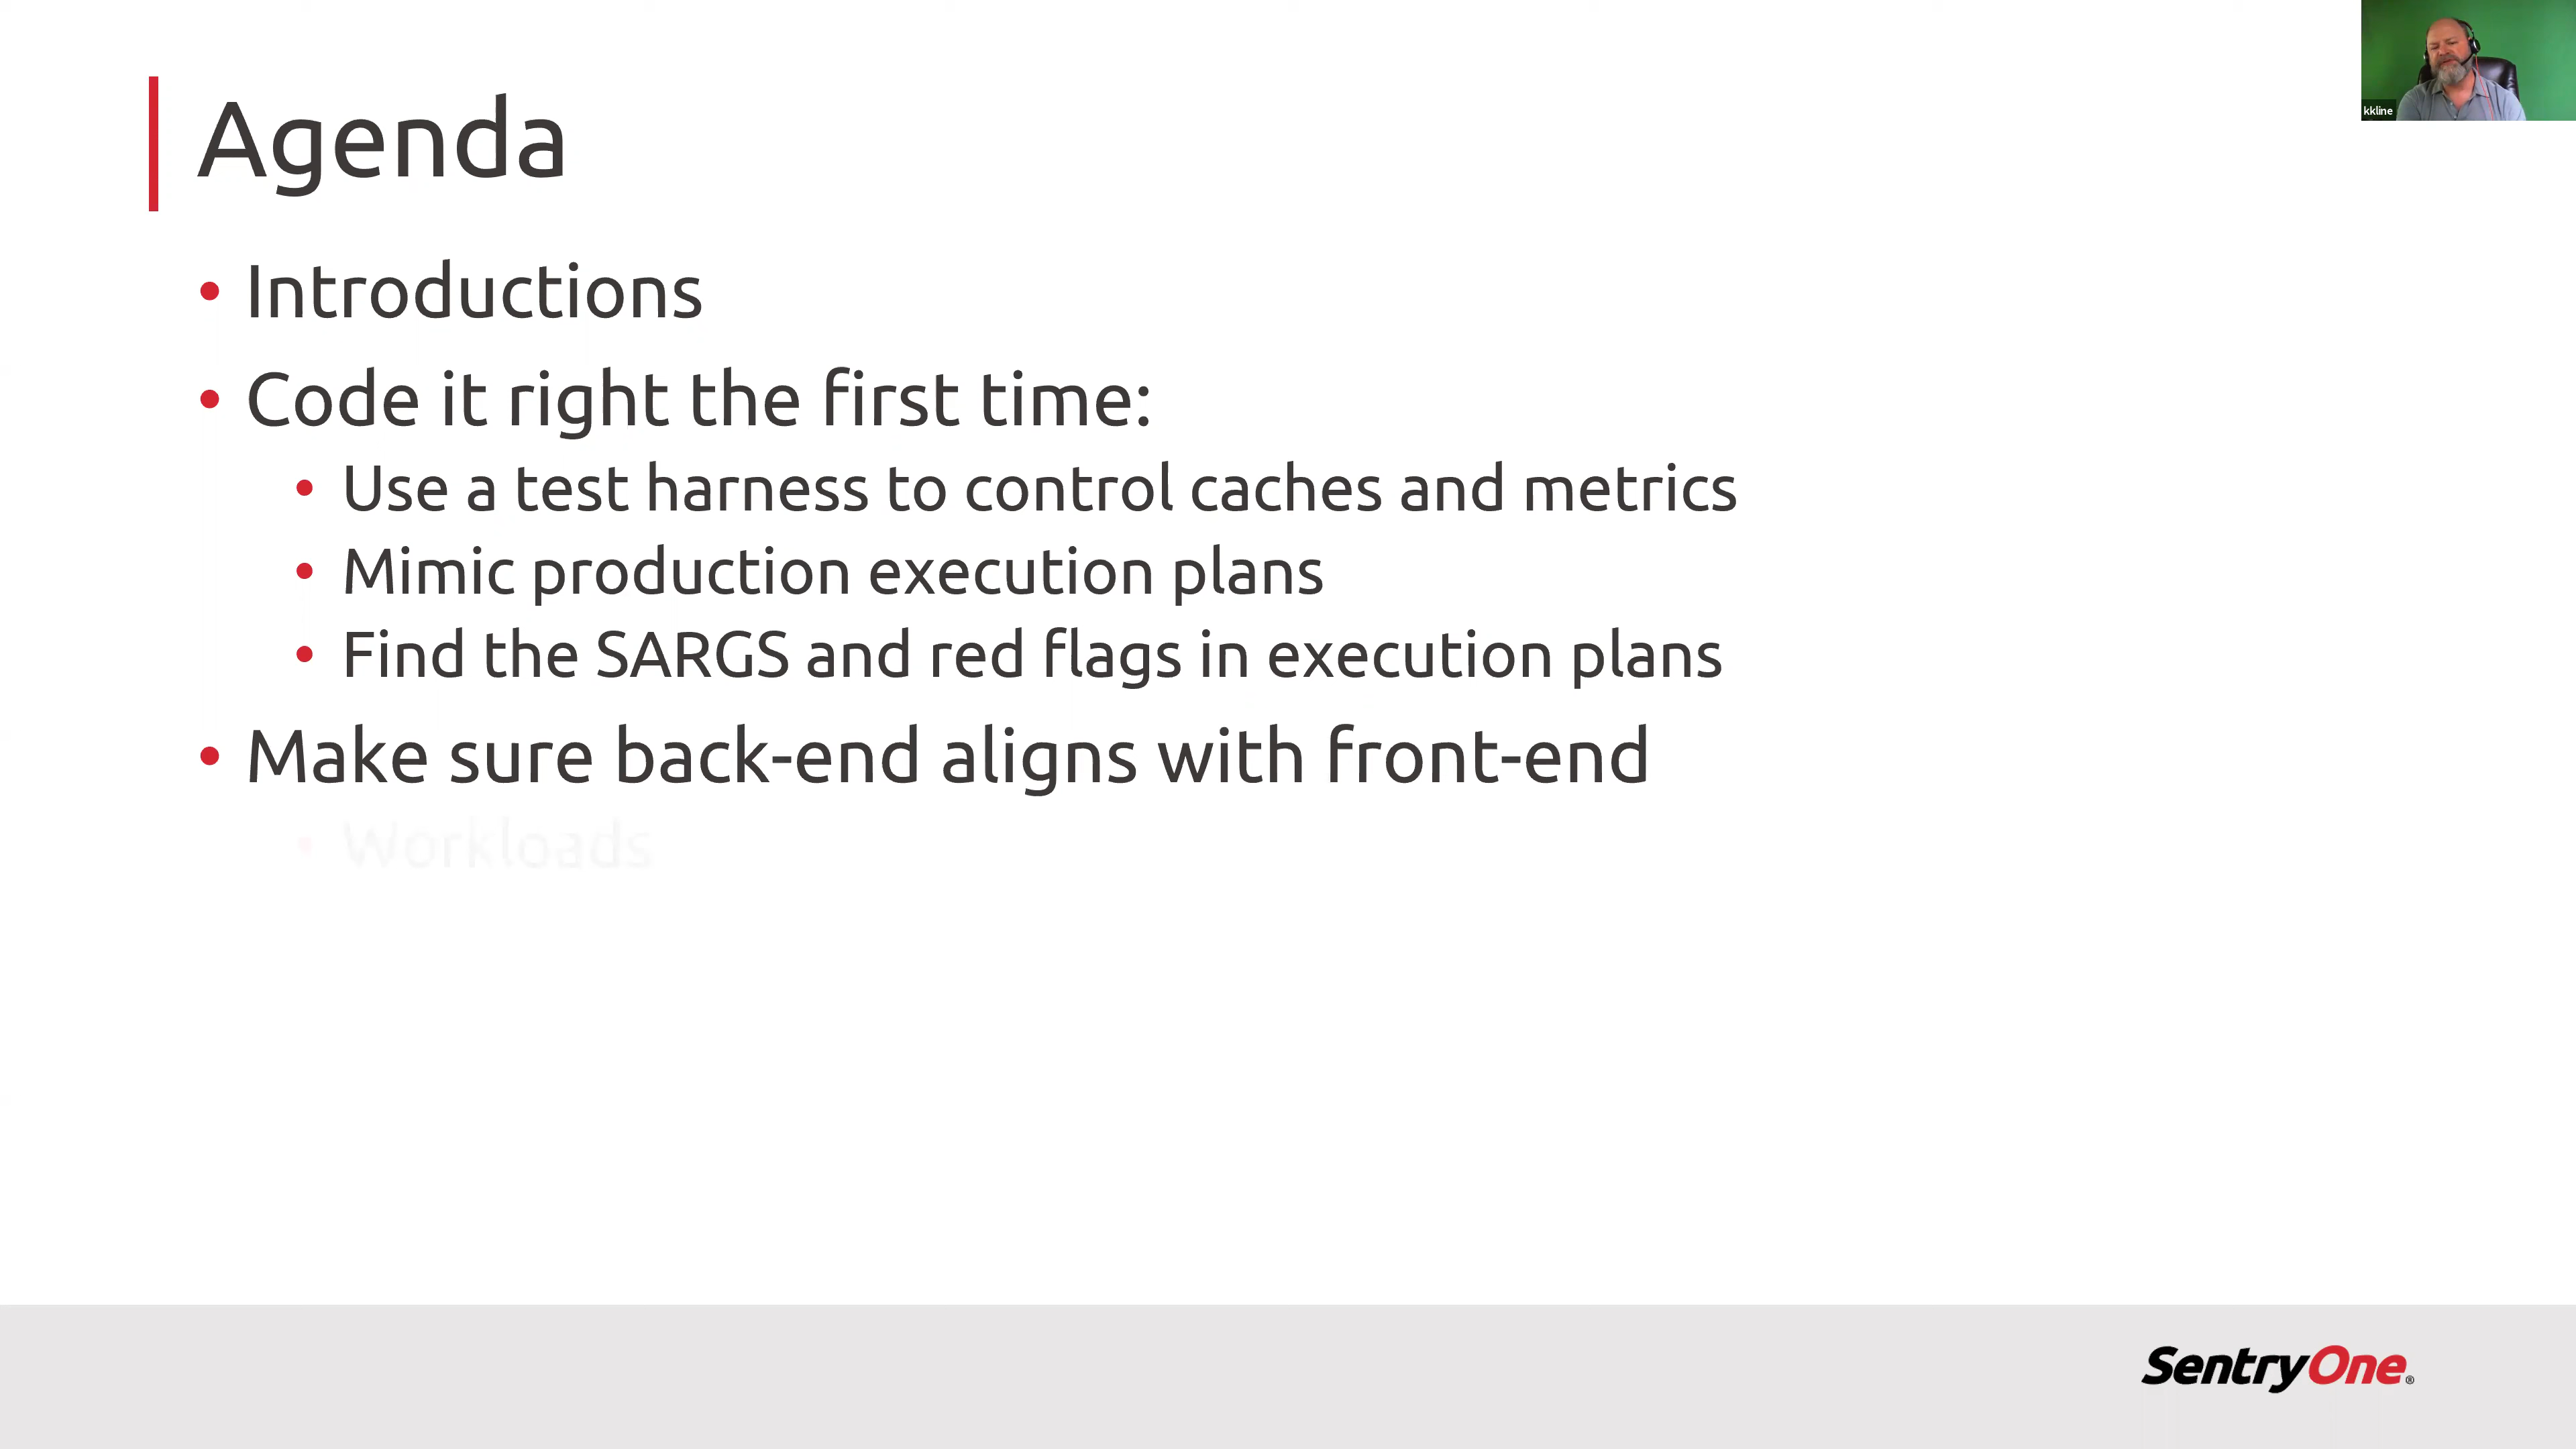 Agenda
kkline
• Introductions
• Code it right the first time:
• Use a test harness to control caches and metrics
• Mimic production execution plans
• Find the SARGS and red flags in execution plans
• Make sure back-end aligns with front-end
• Workloads
SentryOne®